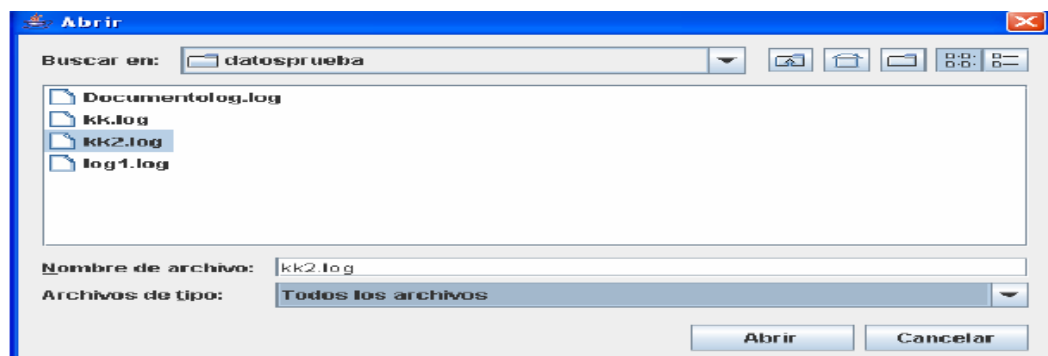 Abrir
Buscar en: datosprueba
Documentolog.log
kk.log
kk2.log
log1.log
Nombre de archivo: kk2.log
Archivos de tipo: Todos los archivos
Abrir Cancelar